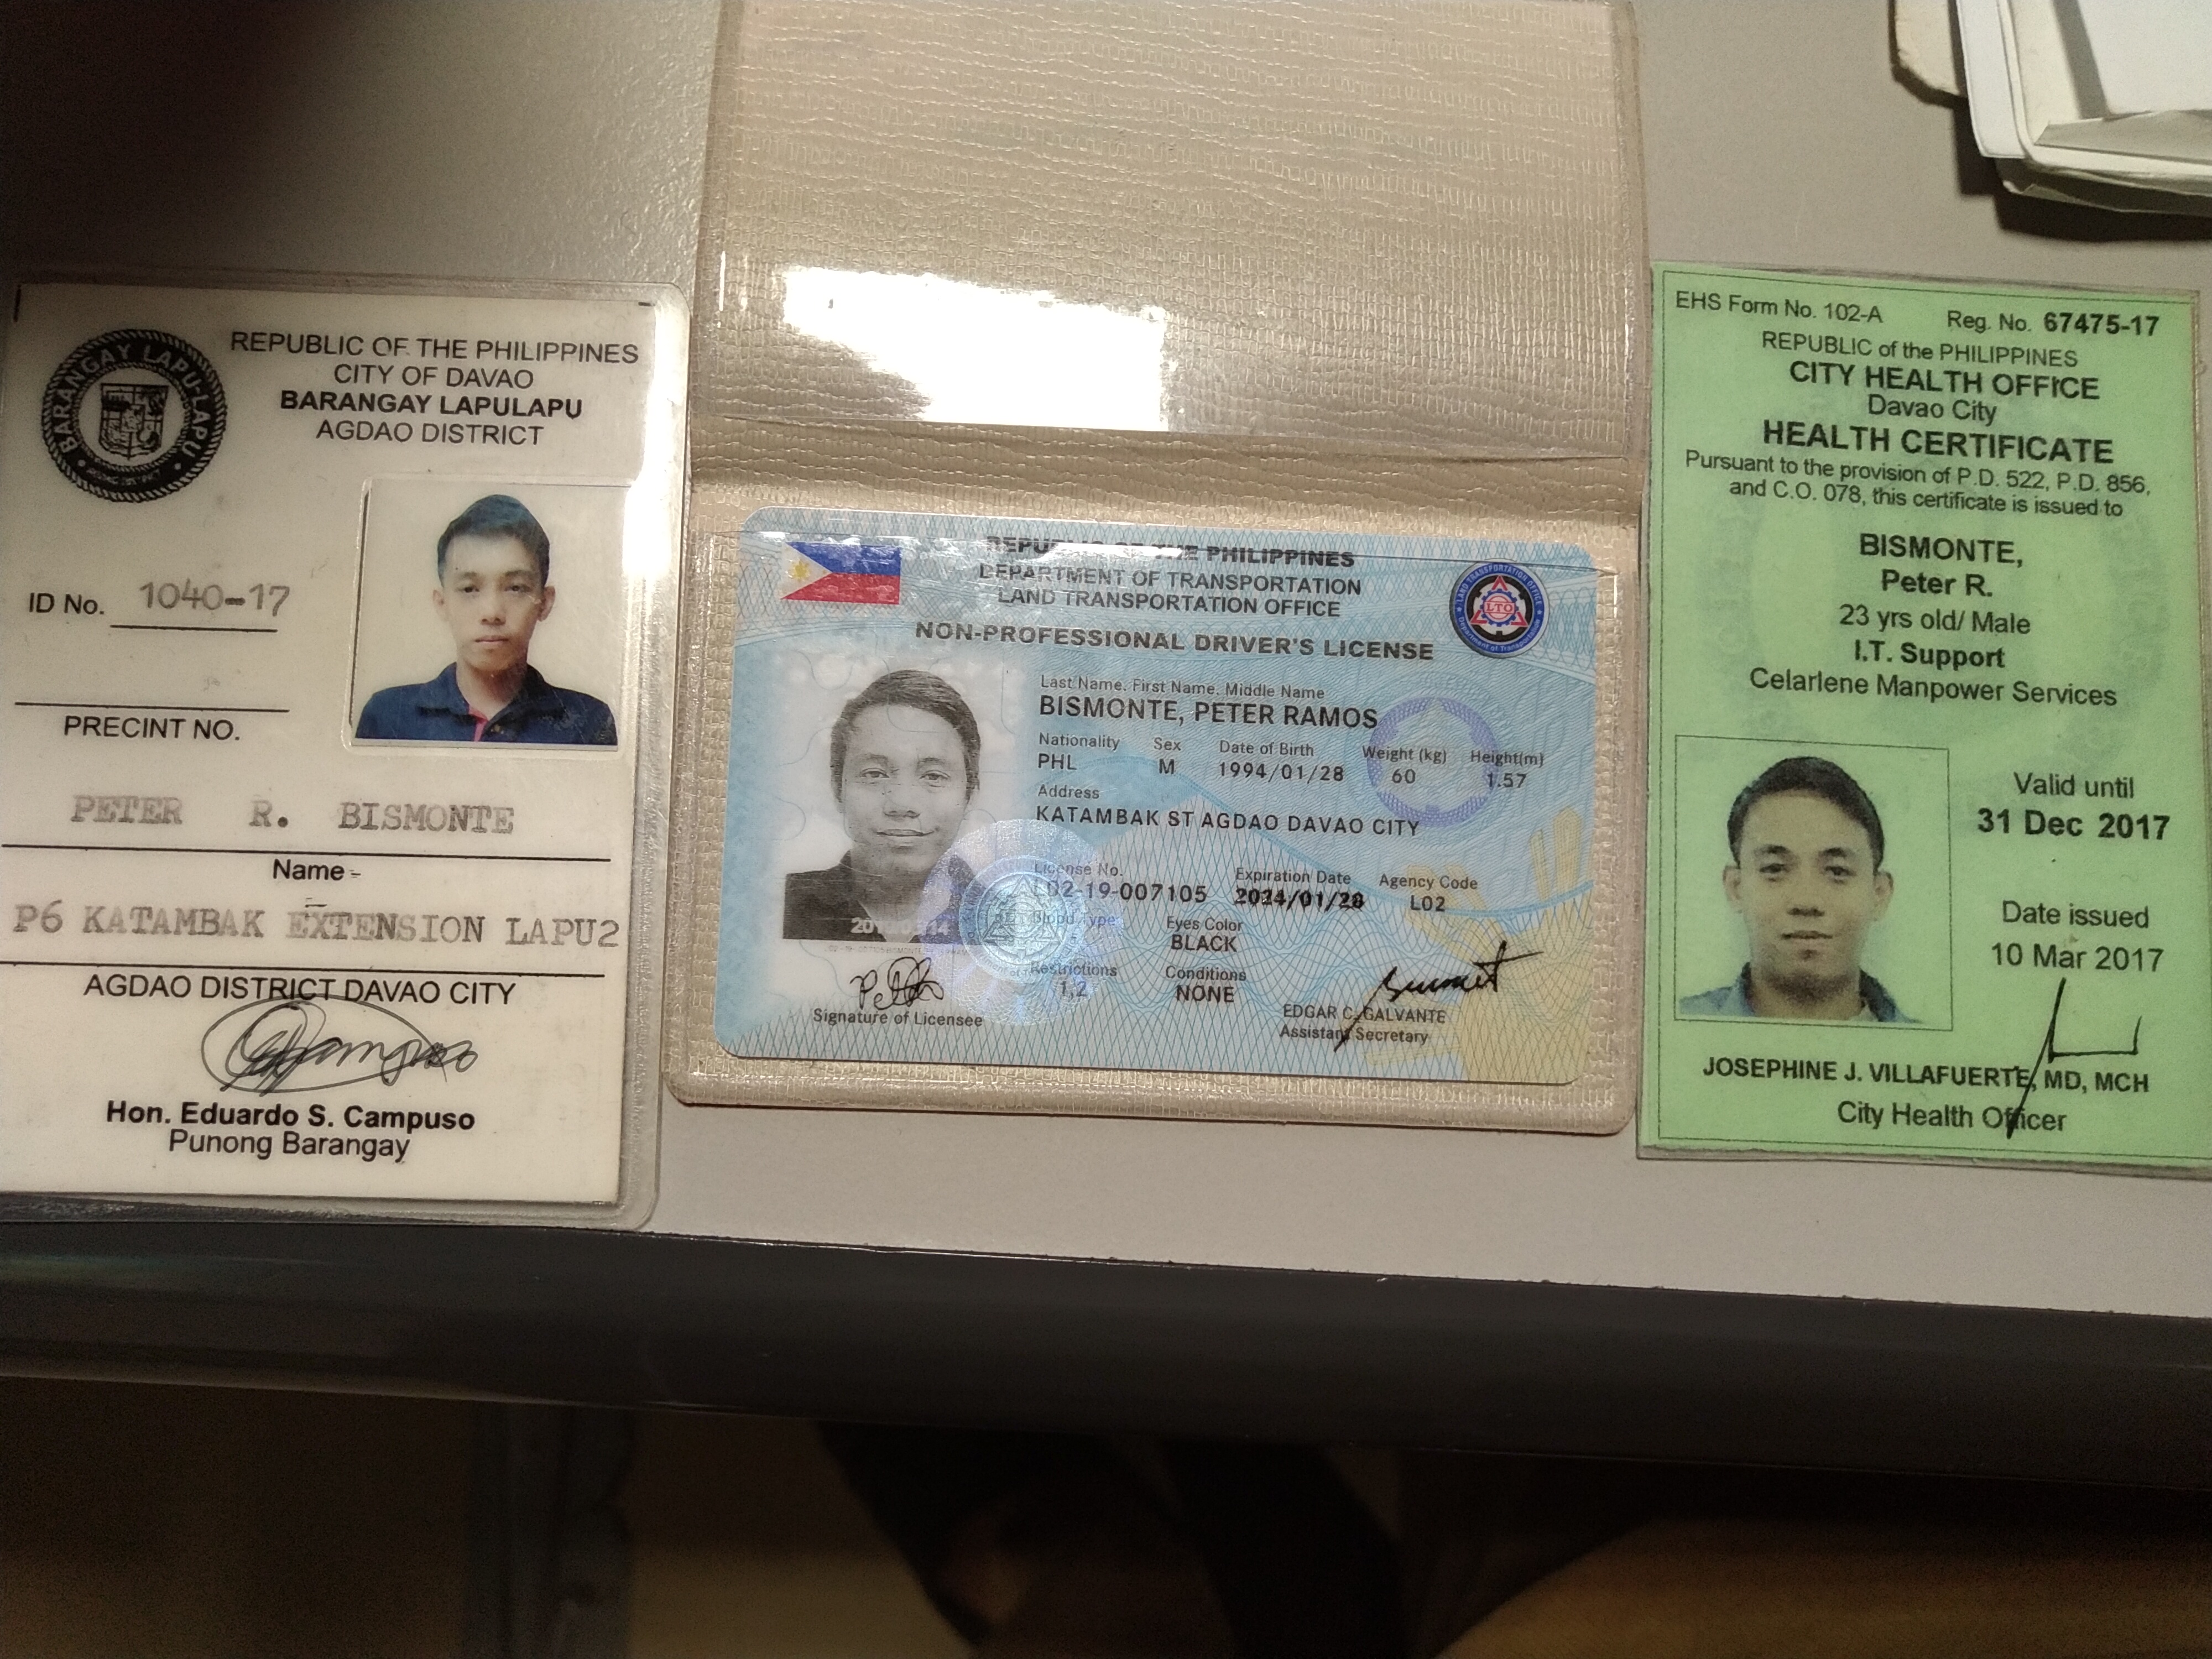 REPUBLIC OF THE PHILIPPINES
CITY OF DAVAO
BARANGAY LAPULAPU
AGDAO DISTRICT
BARANGAY LAPU-LAPU
ID No. 1040-17
PRECINT NO.
PETER R. BISMONTE
Name
P6 KATAMBAK EXTENSION LAPU2
AGDAO DISTRICT DAVAO CITY
Hon. Eduardo S. Campuso
Punong Barangay
REPUBLIC OF THE PHILIPPINES
DEPARTMENT OF TRANSPORTATION
LAND TRANSPORTATION OFFICE
LAND TRANSPORTATION OFFICE
LTO
Department of Transportation
NON-PROFESSIONAL DRIVER'S LICENSE
Last Name, First Name, Middle Name
BISMONTE, PETER RAMOS
Nationality Sex Date of Birth Weight (kg) Height(m)
PHL M 1994/01/28 60 1.57
Address
KATAMBAK ST AGDAO DAVAO CITY
License No. Expiration Date Agency Code
L02-19-007105 2024/01/28 L02
Blood Type Eyes Color
BLACK
Restrictions Conditions
1,2 NONE
Signature of Licensee
EDGAR C. GALVANTE
Assistant Secretary
EHS Form No. 102-A Reg. No. 67475-17
REPUBLIC of the PHILIPPINES
CITY HEALTH OFFICE
Davao City
HEALTH CERTIFICATE
Pursuant to the provision of P.D. 522, P.D. 856,
and C.O. 078, this certificate is issued to
BISMONTE,
Peter R.
23 yrs old/ Male
I.T. Support
Celarlene Manpower Services
Valid until
31 Dec 2017
Date issued
10 Mar 2017
JOSEPHINE J. VILLAFUERTE, MD, MCH
City Health Officer